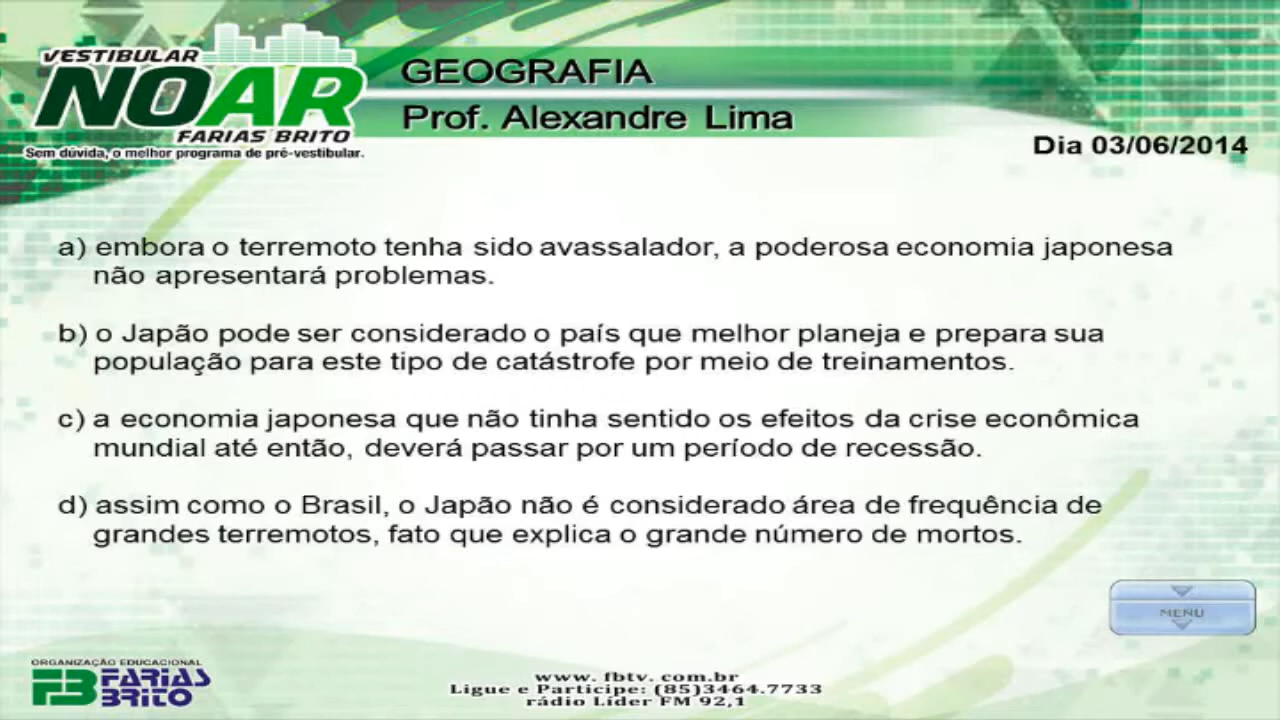 VESTIBULAR
NOAR
FARIAS BRITO
Sem dúvida, o melhor programa de pré-vestibular.
GEOGRAFIA
Prof. Alexandre Lima
Dia 03/06/2014
a) embora o terremoto tenha sido avassalador, a poderosa economia japonesa
não apresentará problemas.
b) o Japão pode ser considerado o país que melhor planeja e prepara sua
população para este tipo de catástrofe por meio de treinamentos.
c) a economia japonesa que não tinha sentido os efeitos da crise econômica
mundial até então, deverá passar por um período de recessão.
d) assim como o Brasil, o Japão não é considerado área de frequência de
grandes terremotos, fato que explica o grande número de mortos.
MENU
ORGANIZAÇÃO EDUCACIONAL
FB FARIAS
BRITO
www. fbtv. com.br
Ligue e Participe: (85)3464.7733
rádio Líder FM 92,1